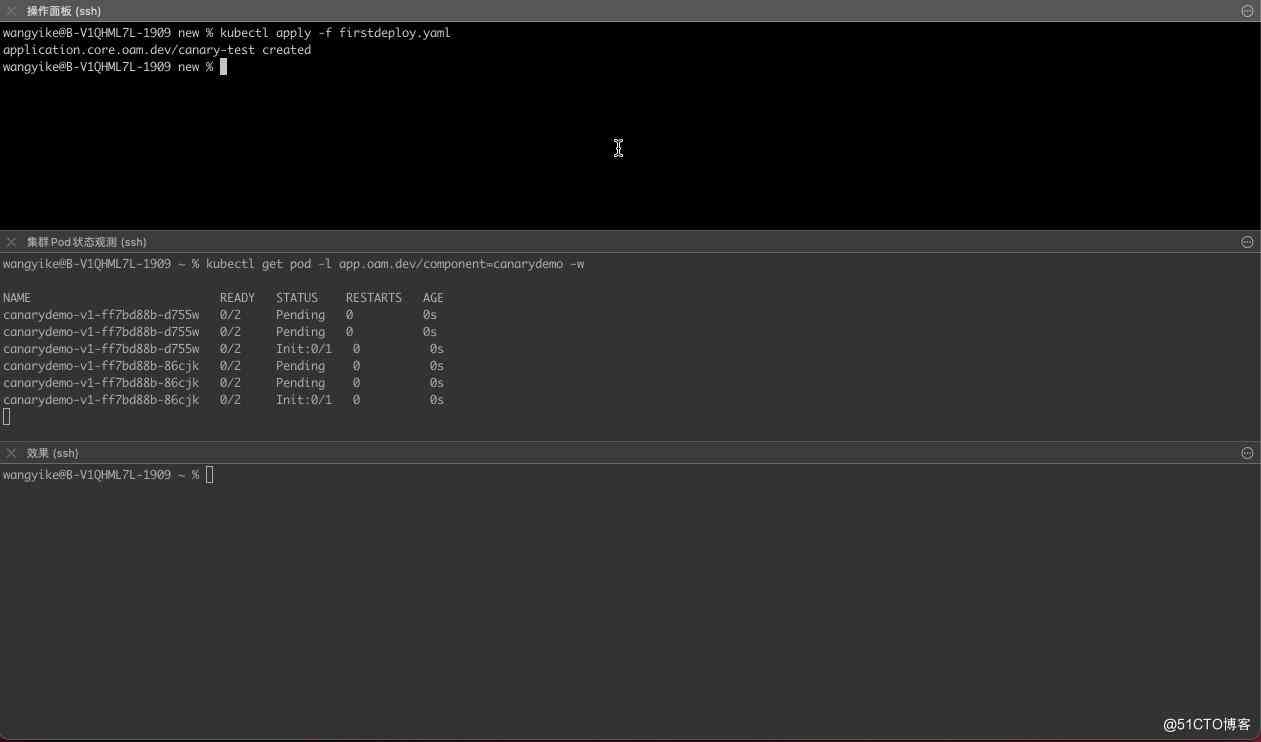 操作面板 (ssh)
wangyike@B-V1QHML7L-1909 new % kubectl apply -f firstdeploy.yaml
application.core.oam.dev/canary-test created
wangyike@B-V1QHML7L-1909 new %
集群Pod状态观测 (ssh)
wangyike@B-V1QHML7L-1909 ~ % kubectl get pod -l app.oam.dev/component=canarydemo -w
NAME READY STATUS RESTARTS AGE
canarydemo-v1-ff7bd88b-d755w 0/2 Pending 0 0s
canarydemo-v1-ff7bd88b-d755w 0/2 Pending 0 0s
canarydemo-v1-ff7bd88b-d755w 0/2 Init:0/1 0 0s
canarydemo-v1-ff7bd88b-86cjk 0/2 Pending 0 0s
canarydemo-v1-ff7bd88b-86cjk 0/2 Pending 0 0s
canarydemo-v1-ff7bd88b-86cjk 0/2 Init:0/1 0 0s
效果 (ssh)
wangyike@B-V1QHML7L-1909 ~ %
@51CTO博客